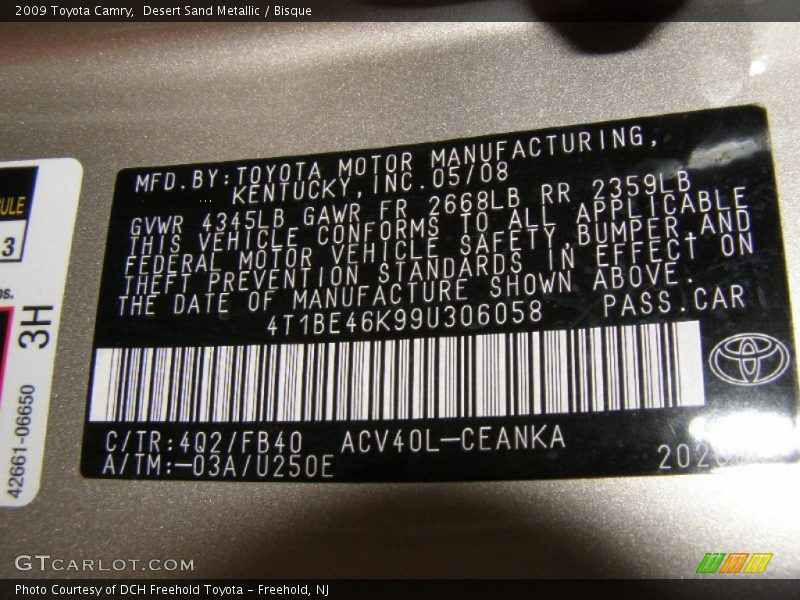 2009 Toyota Camry,  Desert Sand Metallic / Bisque
MFD.BY:TOYOTA MOTOR MANUFACTURING,
KENTUCKY,INC.05/08
GVWR 4345LB GAWR FR 2668LB RR 2359LB
THIS VEHICLE CONFORMS TO ALL APPLICABLE
FEDERAL MOTOR VEHICLE SAFETY,BUMPER,AND
THEFT PREVENTION STANDARDS IN EFFECT ON
THE DATE OF MANUFACTURE SHOWN ABOVE.
4T1BE46K99U306058 PASS.CAR
C/TR:4Q2/FB40 ACV40L-CEANKA
A/TM:-03A/U250E
3
3H
42661-06650
GTCARLOT.COM
Photo Courtesy of DCH Freehold Toyota - Freehold, NJ